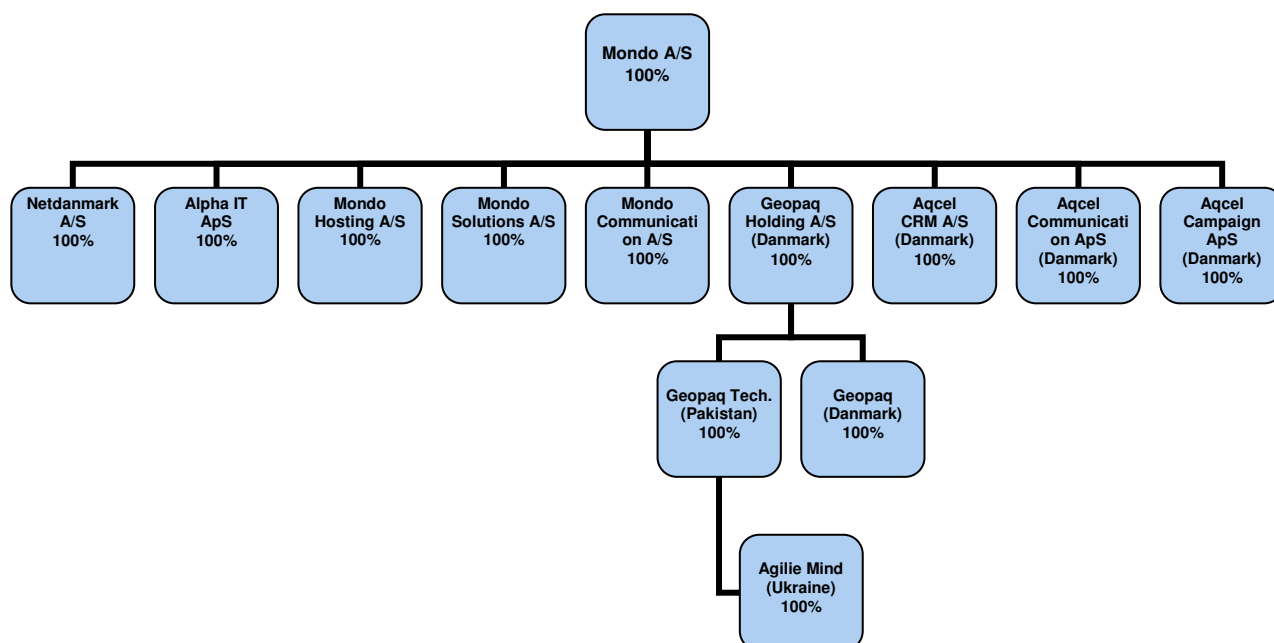 Mondo A/S
100%
Netdanmark
A/S
100%
Alpha IT
ApS
100%
Mondo
Hosting A/S
100%
Mondo
Solutions A/S
100%
Mondo
Communicati
on A/S
100%
Geopaq
Holding A/S
(Danmark)
100%
Aqcel
CRM A/S
(Danmark)
100%
Aqcel
Communicati
on ApS
(Danmark)
100%
Aqcel
Campaign
ApS
(Danmark)
100%
Geopaq Tech.
(Pakistan)
100%
Geopaq
(Danmark)
100%
Agilie Mind
(Ukraine)
100%